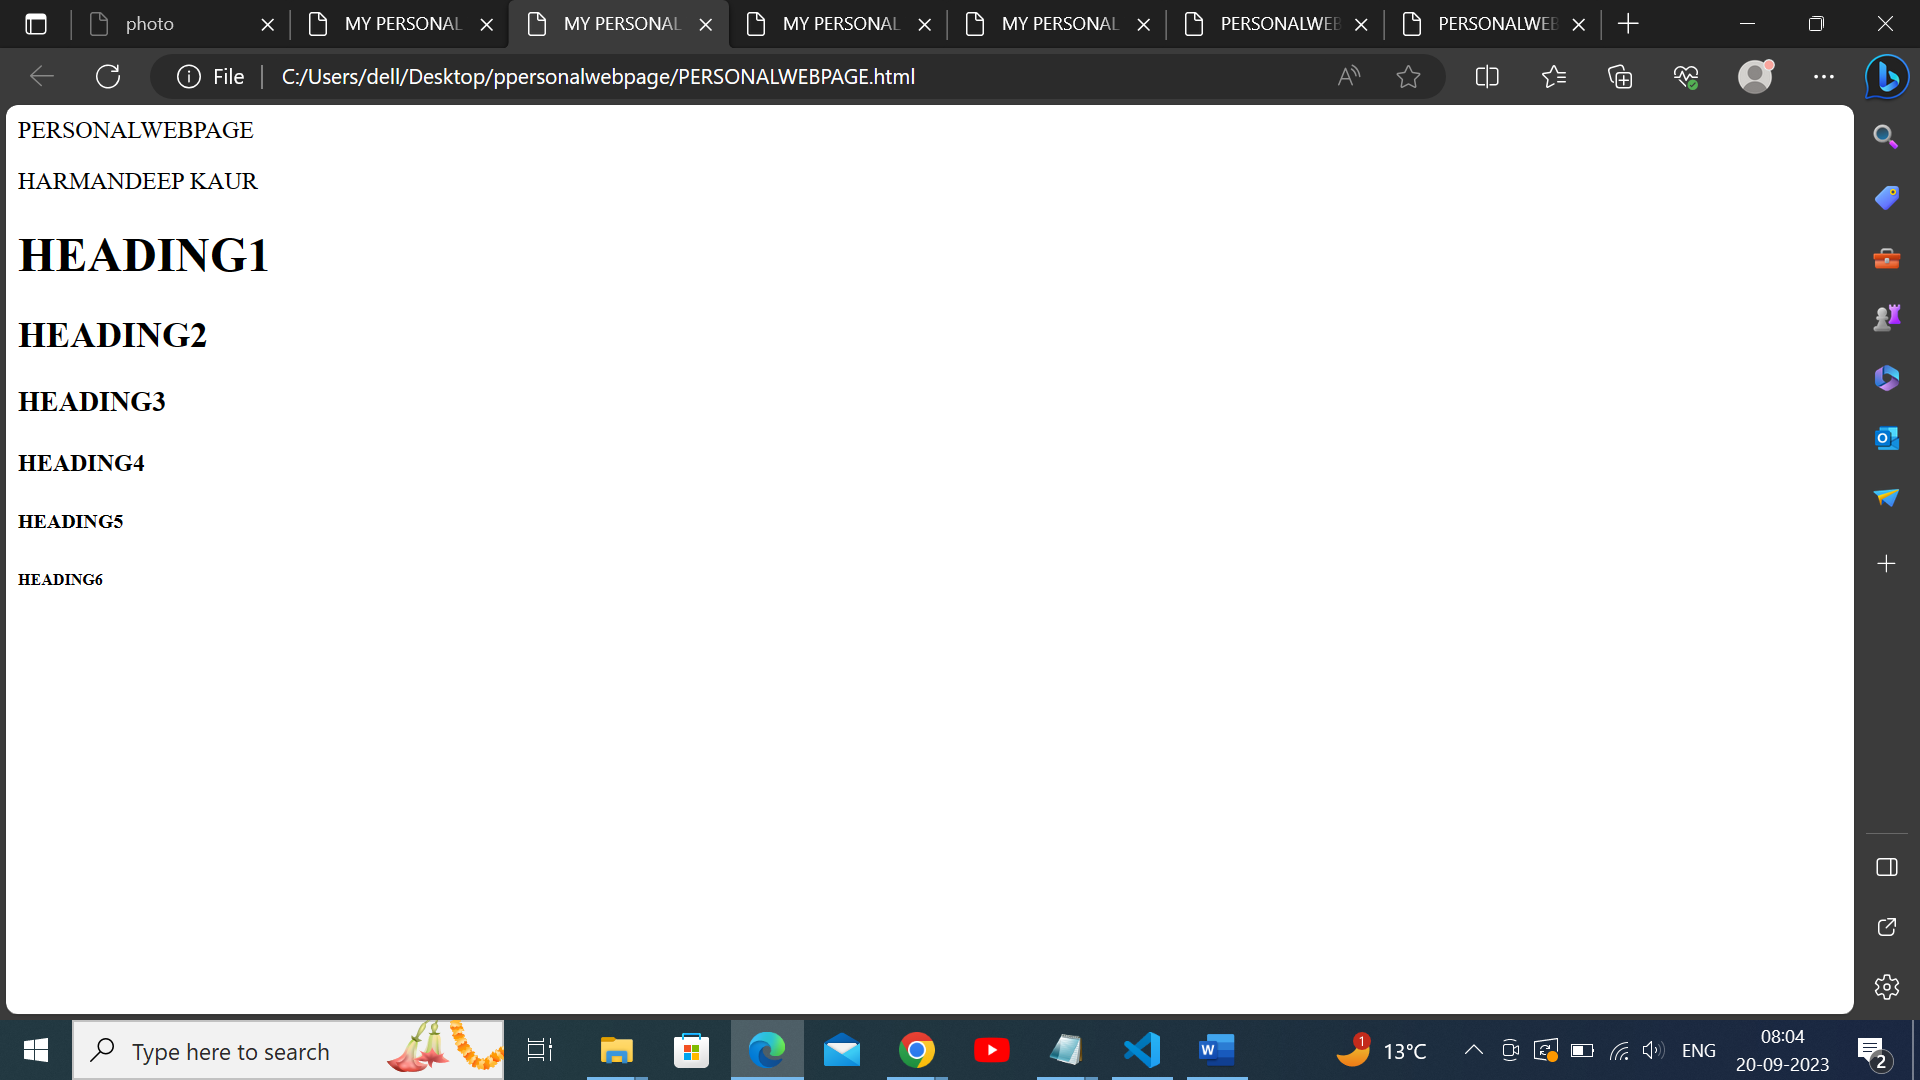 photo
MY PERSONAL
MY PERSONAL
MY PERSONAL
MY PERSONAL
PERSONALWEB
PERSONALWEB
File
C:/Users/dell/Desktop/ppersonalwebpage/PERSONALWEBPAGE.html
PERSONALWEBPAGE
HARMANDEEP KAUR
HEADING1
HEADING2
HEADING3
HEADING4
HEADING5
HEADING6
Type here to search
1
13°C
ENG
08:04
20-09-2023
2